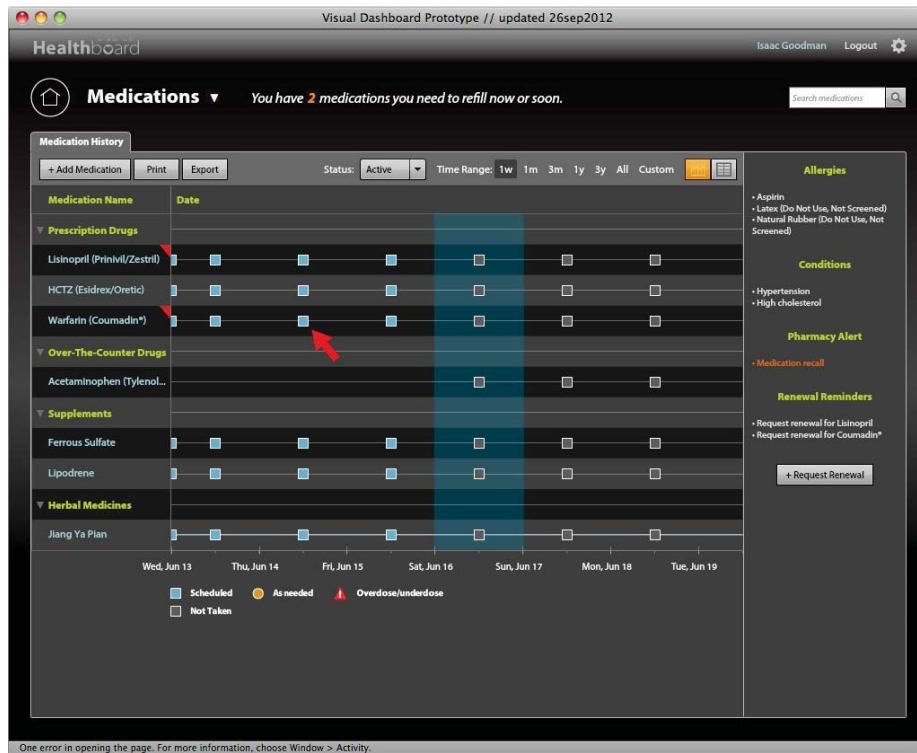 Visual Dashboard Prototype // updated 26sep2012
Healthboard
Isaac Goodman Logout
Medications ▼ You have 2 medications you need to refill now or soon.
Search medications
Medication History
+ Add Medication Print Export Status: Active Time Range: 1w 1m 3m 1y 3y All Custom
Medication Name Date
Prescription Drugs
Lisinopril (Prinivil/Zestril)
HCTZ (Esidrex/Oretic)
Warfarin (Coumadin®)
Over-The-Counter Drugs
Acetaminophen (Tylenol...
Supplements
Ferrous Sulfate
Lipodrene
Herbal Medicines
Jiang Ya Pian
Wed, Jun 13 Thu, Jun 14 Fri, Jun 15 Sat, Jun 16 Sun, Jun 17 Mon, Jun 18 Tue, Jun 19
Scheduled As needed Overdose/underdose
Not Taken
Allergies
• Aspirin
• Latex (Do Not Use, Not Screened)
• Natural Rubber (Do Not Use, Not
Screened)
Conditions
• Hypertension
• High cholesterol
Pharmacy Alert
• Medication recall
Renewal Reminders
• Request renewal for Lisinopril
• Request renewal for Coumadin®
+ Request Renewal
One error in opening the page. For more information, choose Window > Activity.